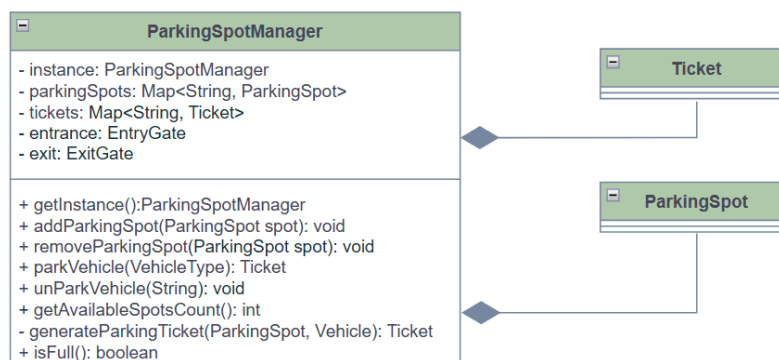 ParkingSpotManager
- instance: ParkingSpotManager
- parkingSpots: Map<String, ParkingSpot>
- tickets: Map<String, Ticket>
- entrance: EntryGate
- exit: ExitGate
+ getInstance():ParkingSpotManager
+ addParkingSpot(ParkingSpot spot): void
+ removeParkingSpot(ParkingSpot spot): void
+ parkVehicle(VehicleType): Ticket
+ unParkVehicle(String): void
+ getAvailableSpotsCount(): int
- generateParkingTicket(ParkingSpot, Vehicle): Ticket
+ isFull(): boolean
Ticket
ParkingSpot